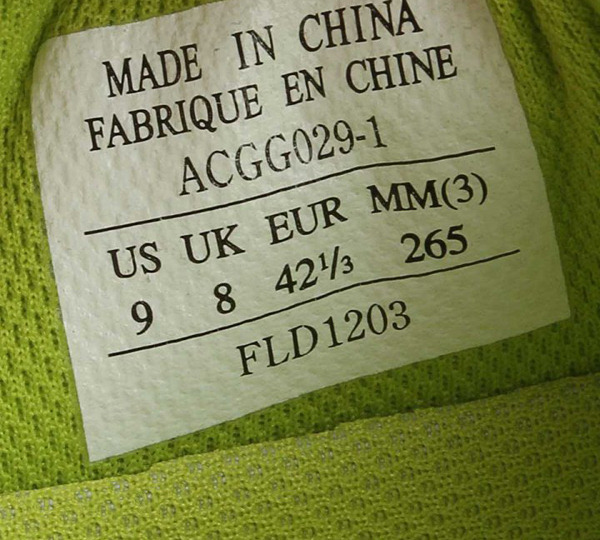 MADE IN CHINA
FABRIQUE EN CHINE
ACGG029-1
US UK EUR MM(3)
9 8 42⅓ 265
FLD1203